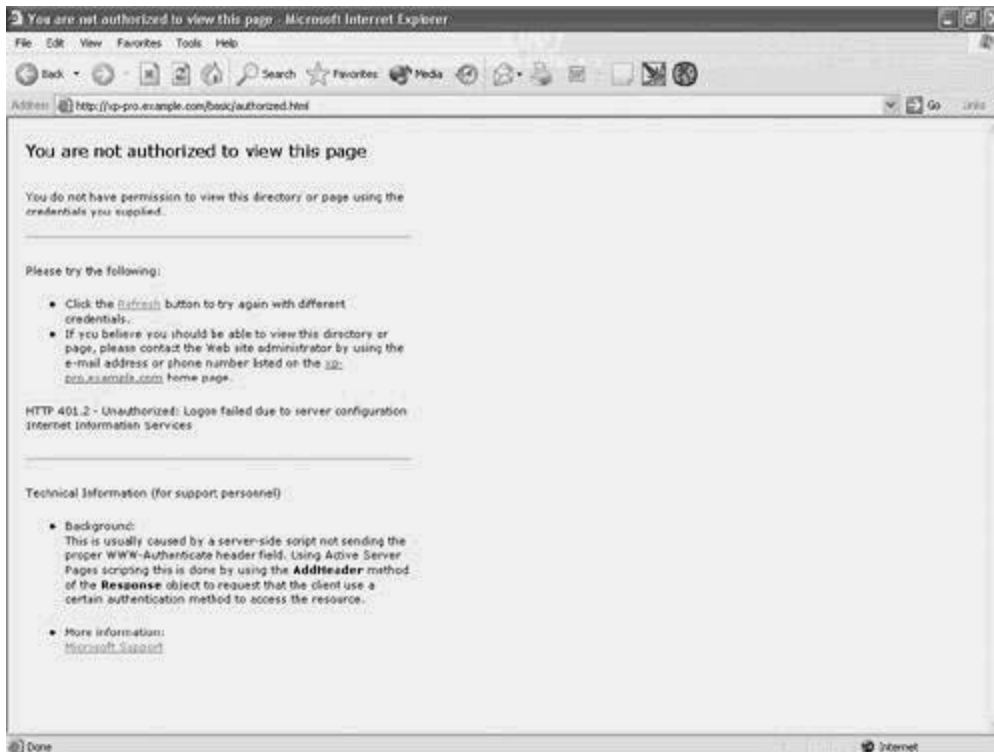 You are not authorized to view this page - Microsoft Internet Explorer
File Edit View Favorites Tools Help
Back Search Favorites Media
Address http://xp-pro.example.com/basic/authorized.html Go Links
You are not authorized to view this page
You do not have permission to view this directory or page using the
credentials you supplied.
Please try the following:
• Click the Refresh button to try again with different
credentials.
• If you believe you should be able to view this directory or
page, please contact the Web site administrator by using the
e-mail address or phone number listed on the xp-
pro.example.com home page.
HTTP 401.2 - Unauthorized: Logon failed due to server configuration
Internet Information Services
Technical Information (for support personnel)
• Background:
This is usually caused by a server-side script not sending the
proper WWW-Authenticate header field. Using Active Server
Pages scripting this is done by using the AddHeader method
of the Response object to request that the client use a
certain authentication method to access the resource.
• More information:
Microsoft Support
Done Internet